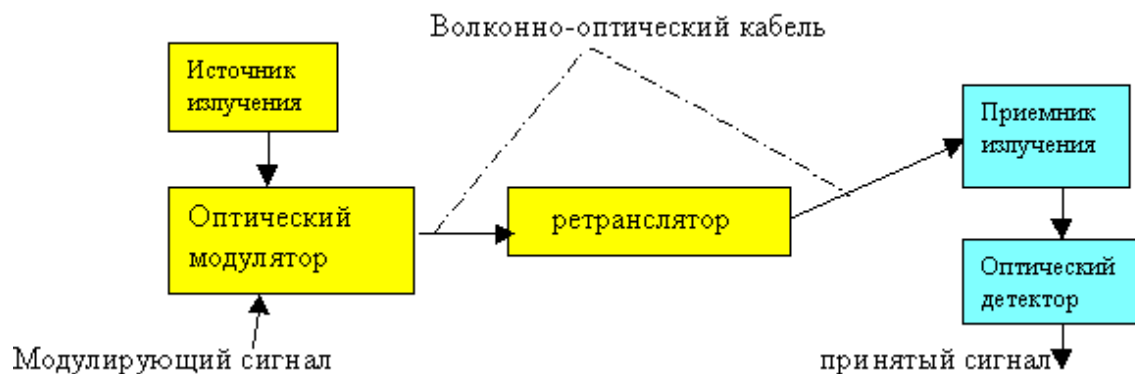 Волконно-оптический кабель
Источник
излучения
Приемник
излучения
Оптический
модулятор
ретранслятор
Оптический
детектор
Модулирующий сигнал
принятый сигнал